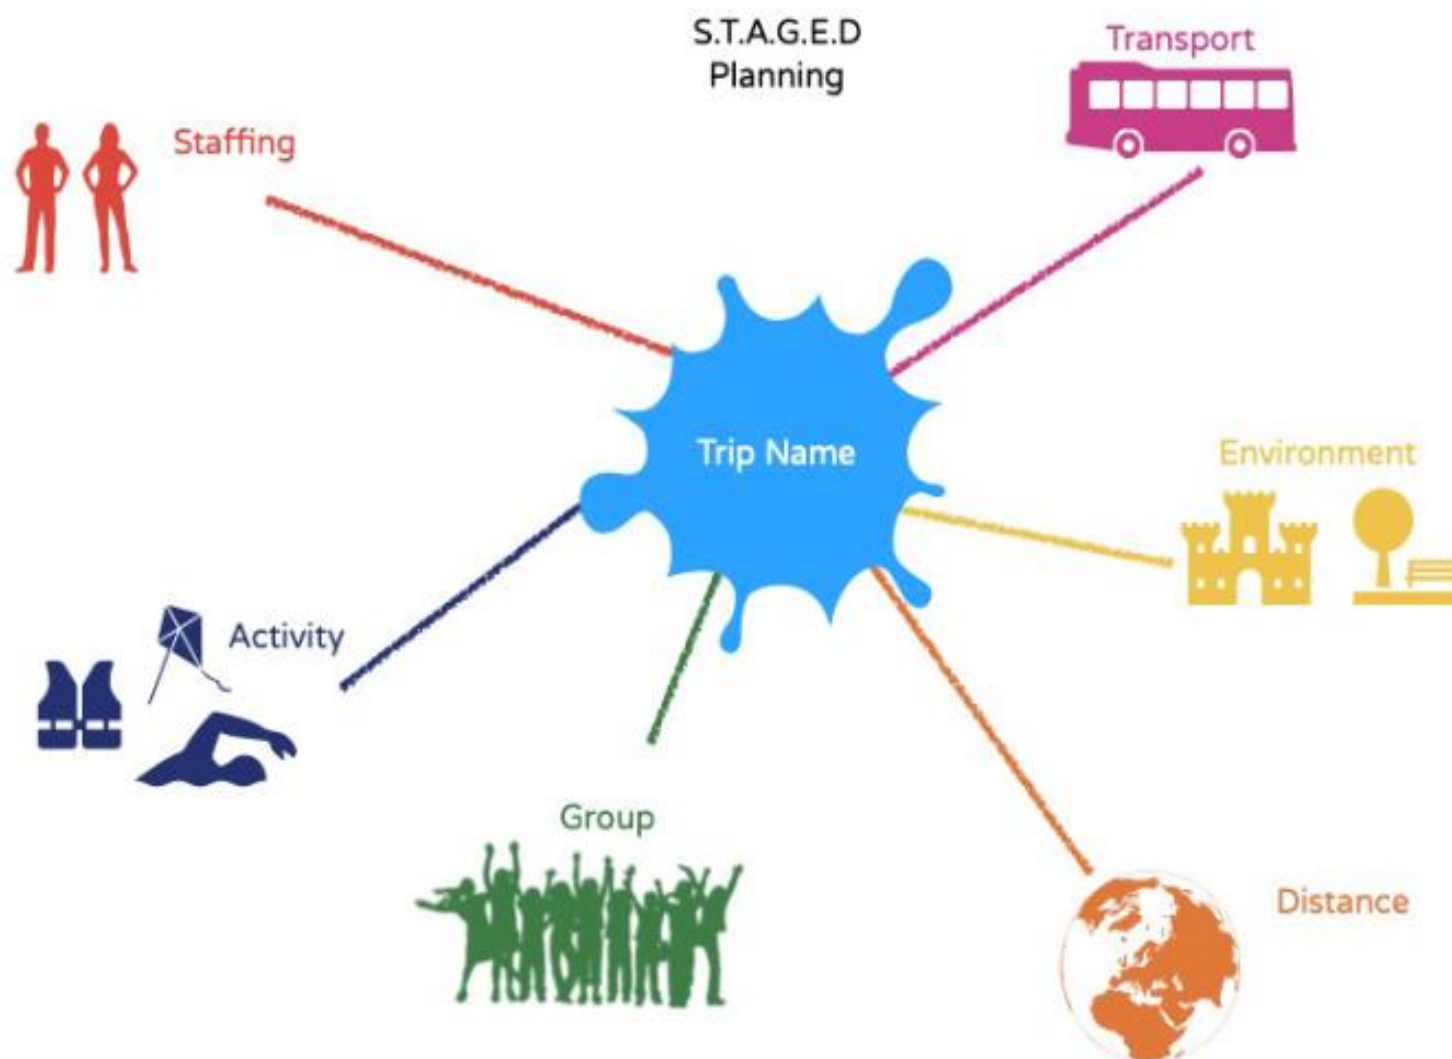 S.T.A.G.E.D
Planning
Transport
Staffing
Trip Name
Environment
Activity
Group
Distance